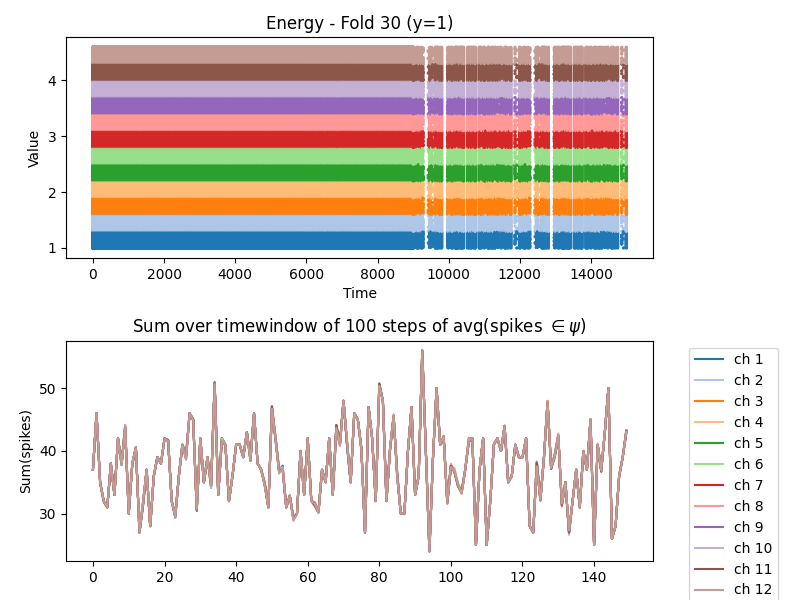 Energy - Fold 30 (y=1)
Value
4
3
2
1
0 2000 4000 6000 8000 10000 12000 14000
Time
Sum over timewindow of 100 steps of avg(spikes ∈ ψ)
Sum(spikes)
50
40
30
0 20 40 60 80 100 120 140
ch 1
ch 2
ch 3
ch 4
ch 5
ch 6
ch 7
ch 8
ch 9
ch 10
ch 11
ch 12